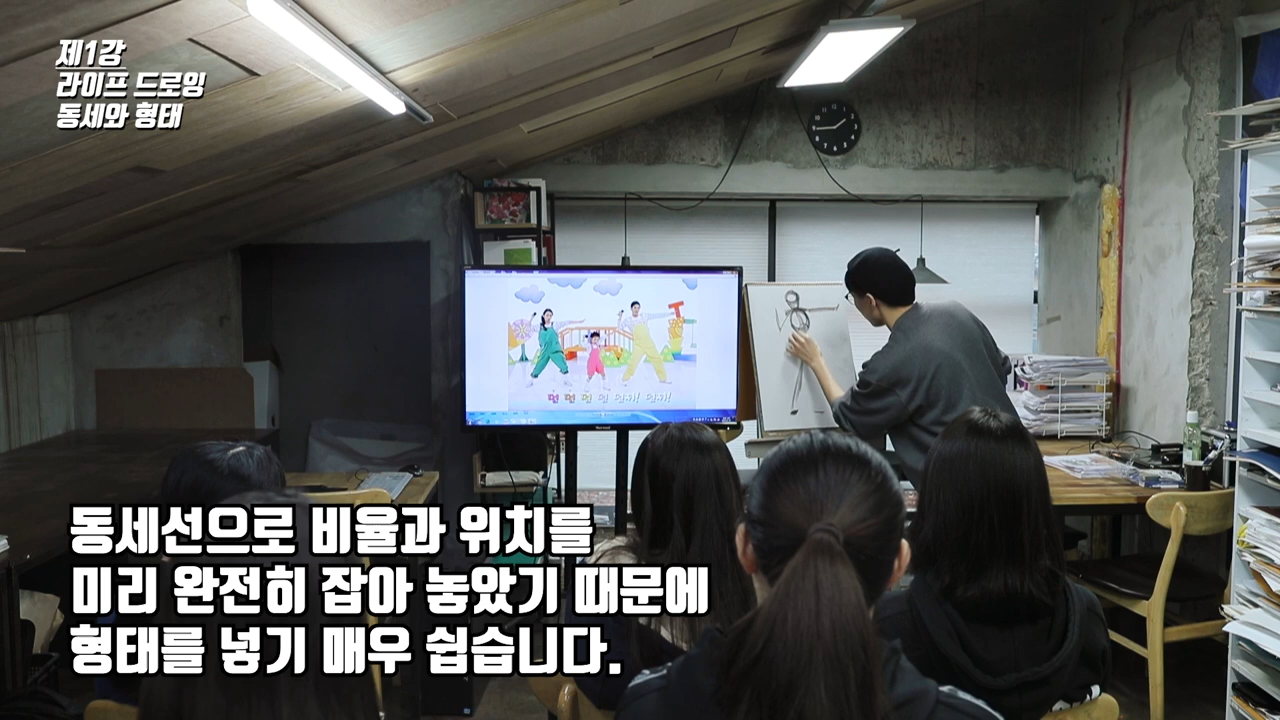 제1강
라이프 드로잉
동세와 형태
동세선으로 비율과 위치를
미리 완전히 잡아 놓았기 때문에
형태를 넣기 매우 쉽습니다.